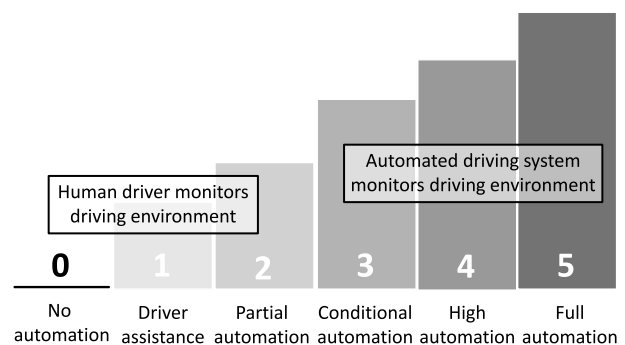 Human driver monitors
driving environment
Automated driving system
monitors driving environment
0
1
2
3
4
5
No
automation
Driver
assistance
Partial
automation
Conditional
automation
High
automation
Full
automation